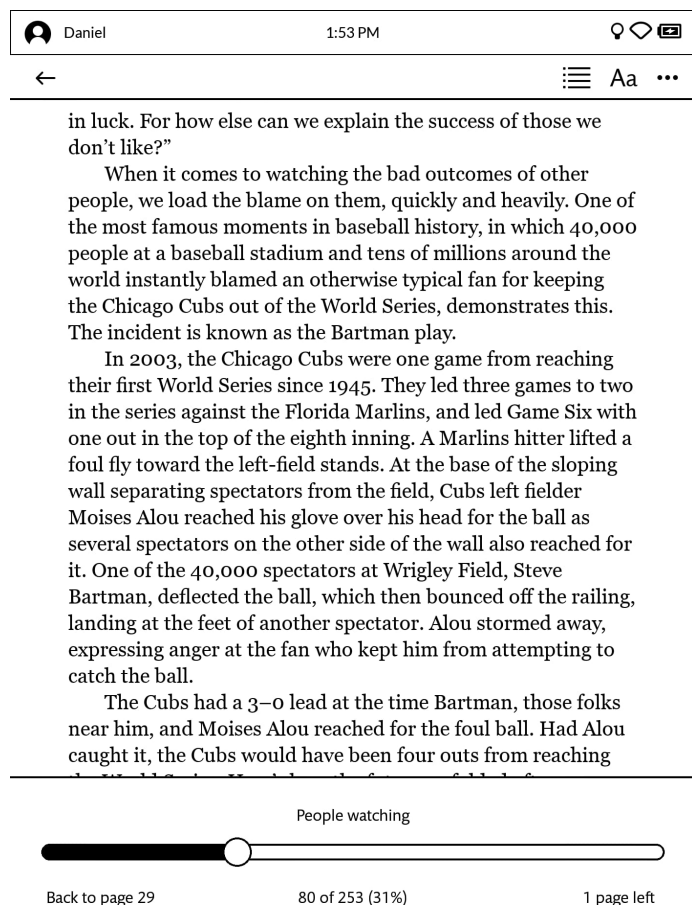 Daniel
1:53 PM
Aa
in luck. For how else can we explain the success of those we
don’t like?”
When it comes to watching the bad outcomes of other
people, we load the blame on them, quickly and heavily. One of
the most famous moments in baseball history, in which 40,000
people at a baseball stadium and tens of millions around the
world instantly blamed an otherwise typical fan for keeping
the Chicago Cubs out of the World Series, demonstrates this.
The incident is known as the Bartman play.
In 2003, the Chicago Cubs were one game from reaching
their first World Series since 1945. They led three games to two
in the series against the Florida Marlins, and led Game Six with
one out in the top of the eighth inning. A Marlins hitter lifted a
foul fly toward the left-field stands. At the base of the sloping
wall separating spectators from the field, Cubs left fielder
Moises Alou reached his glove over his head for the ball as
several spectators on the other side of the wall also reached for
it. One of the 40,000 spectators at Wrigley Field, Steve
Bartman, deflected the ball, which then bounced off the railing,
landing at the feet of another spectator. Alou stormed away,
expressing anger at the fan who kept him from attempting to
catch the ball.
The Cubs had a 3–0 lead at the time Bartman, those folks
near him, and Moises Alou reached for the foul ball. Had Alou
caught it, the Cubs would have been four outs from reaching
People watching
Back to page 29
80 of 253 (31%)
1 page left